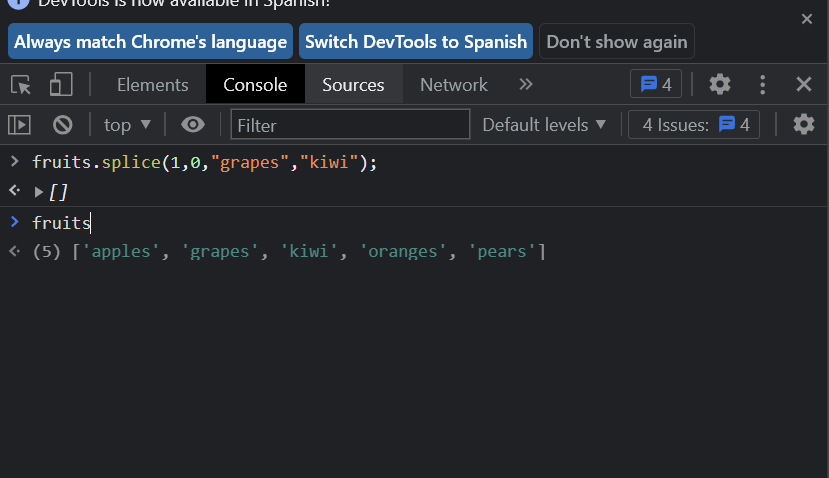 DevTools is now available in Spanish!
Always match Chrome's language Switch DevTools to Spanish Don't show again
Elements Console Sources Network » 4
top ▼ Filter Default levels ▼ 4 Issues: 4
> fruits.splice(1,0,"grapes","kiwi");
<· ▶ []
> fruits
<· (5) ['apples', 'grapes', 'kiwi', 'oranges', 'pears']